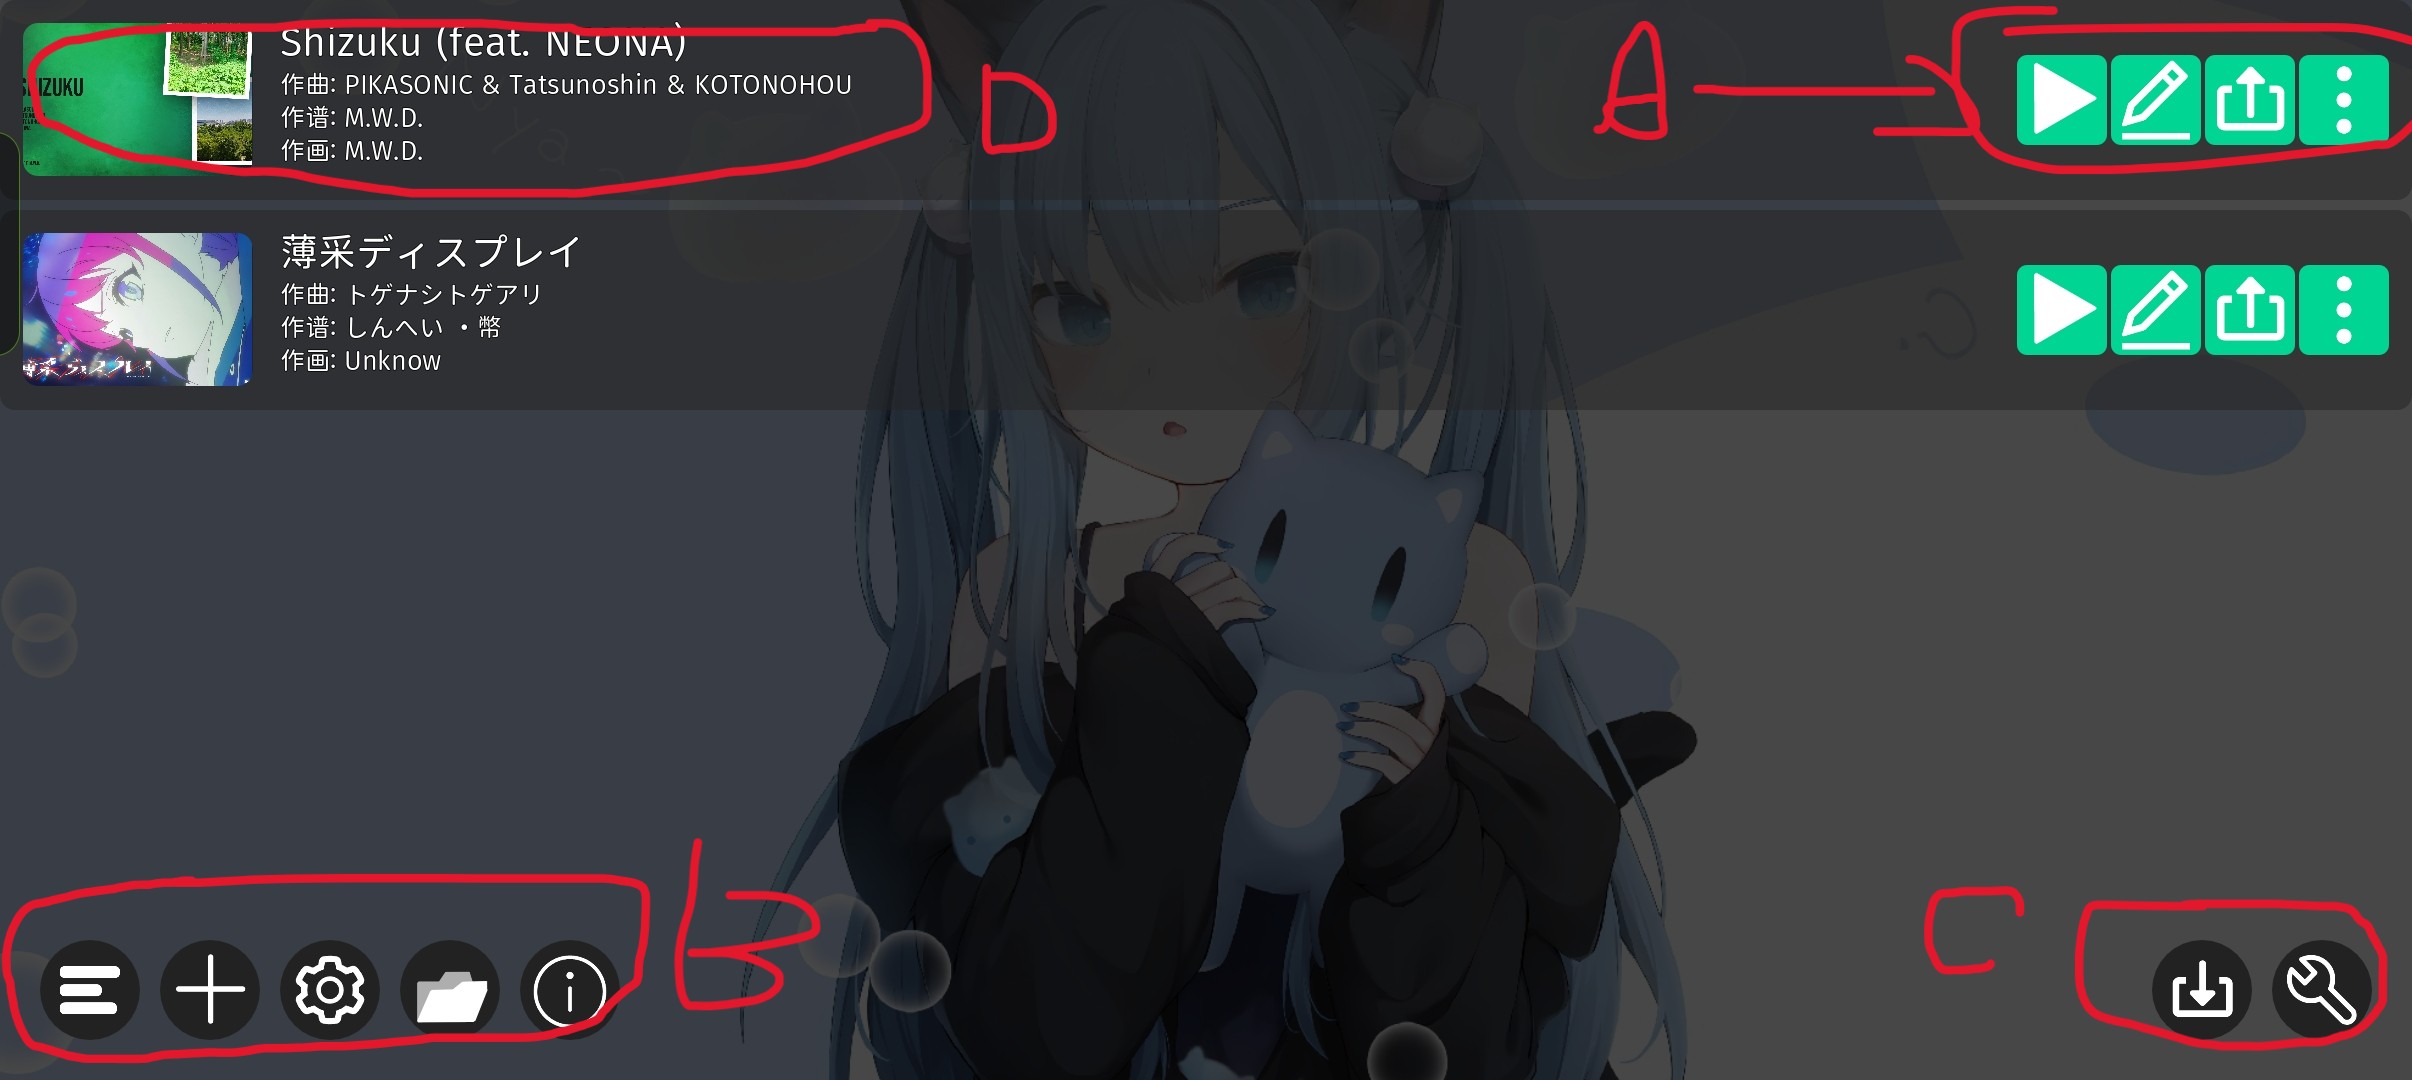 Shizuku (feat. NEONA)
作曲: PIKASONIC & Tatsunoshin & KOTONOHOU
作谱: M.W.D.
作画: M.W.D.
SHIZUKU
D
A
薄采ディスプレイ
作曲: トゲナシトゲアリ
作谱: しんへい ・幣
作画: Unknow
B
C